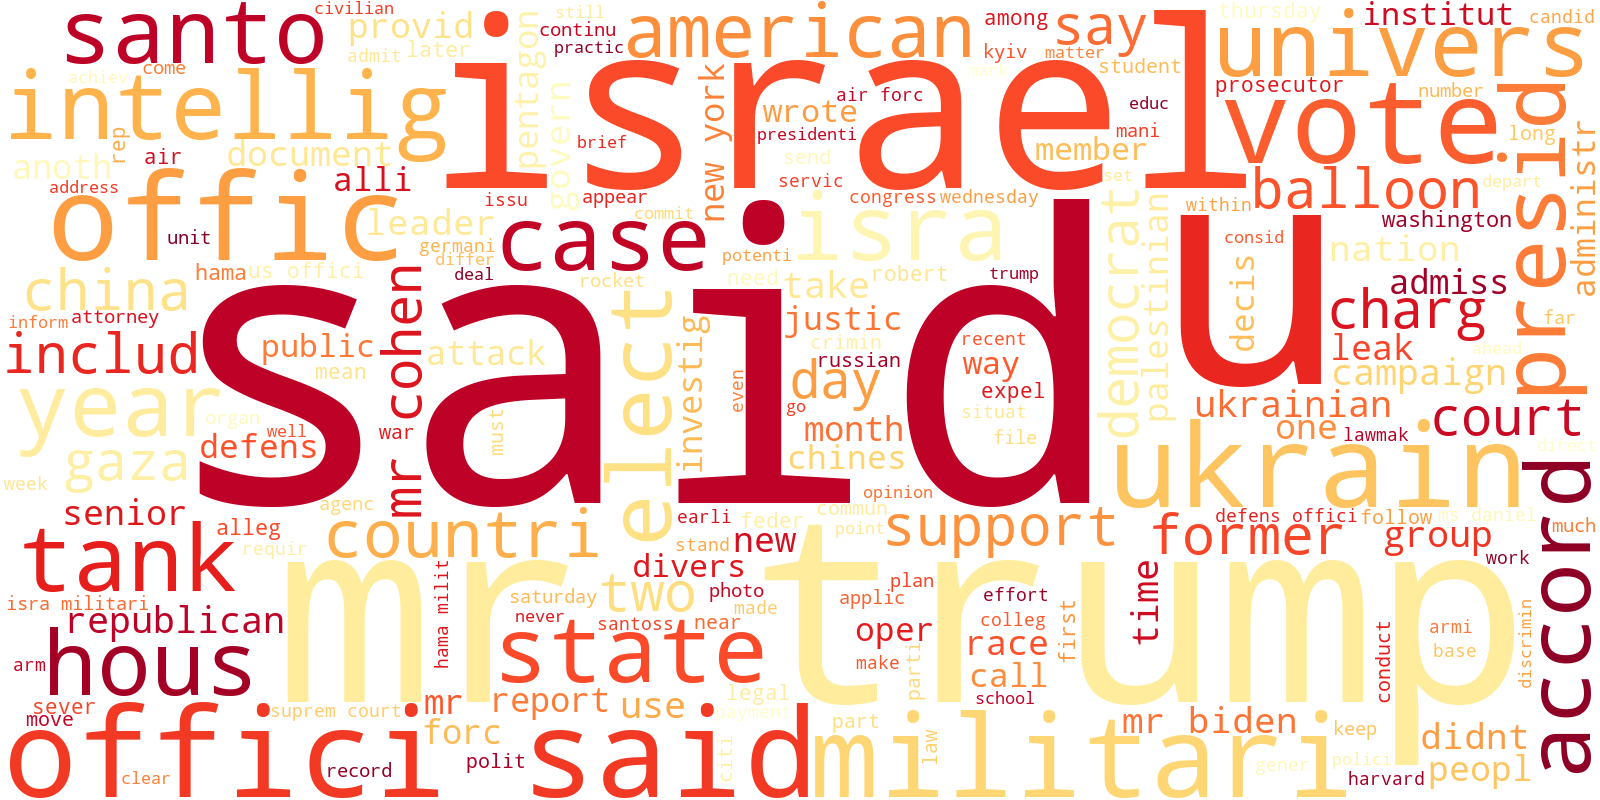 civilian
still
santo
provid
continu
american
among
say
thursday
institut
candid
admit
later
practic
kyiv
matter
univers
come
achiev
intellig
israel
mark
student
prosecutor
number
pentagon
new york
air forc
wrote
educ
vote
presid
rep
brief
presidenti
mani
long
anoth
air
document
govern
send
member
administr
address
alli
servic
set
depart
offic
issu
appear
congress
wednesday
balloon
leader
commit
isra
democrat
palestinian
within
washington
unit
case
germani
differ
potenti
consid
nation
hama
us offici
deal
need
robert
trump
china
mr cohen
rocket
take
decis
admiss
inform
attorney
said
u
charg
far
elect
justic
includ
public
attack
investig
crimin
recent
leak
ahead
mean
russian
way
campaign
year
even
day
expel
organ
go
situat
ukrainian
court
defens
well
war
must
month
file
one
lawmak
gaza
chines
ukrain
direct
week
agenc
opinion
accord
senior
alleg
countri
earli
commun
support
former
defens offici
follow
ms daniel
much
feder
point
group
tank
requir
stand
new
work
divers
mr trump
time
isra militari
hama milit
saturday
two
photo
made
plan
applic
effort
republican
never
santoss
near
oper
colleg
first
conduct
armi
discrimin
hous
state
race
base
arm
make
call
parti
school
sever
mr
report
use
legal
payment
move
suprem court
forc
part
law
mr biden
keep
didnt
offici said
militari
clear
record
polit
citi
gener
polici
harvard
peopl